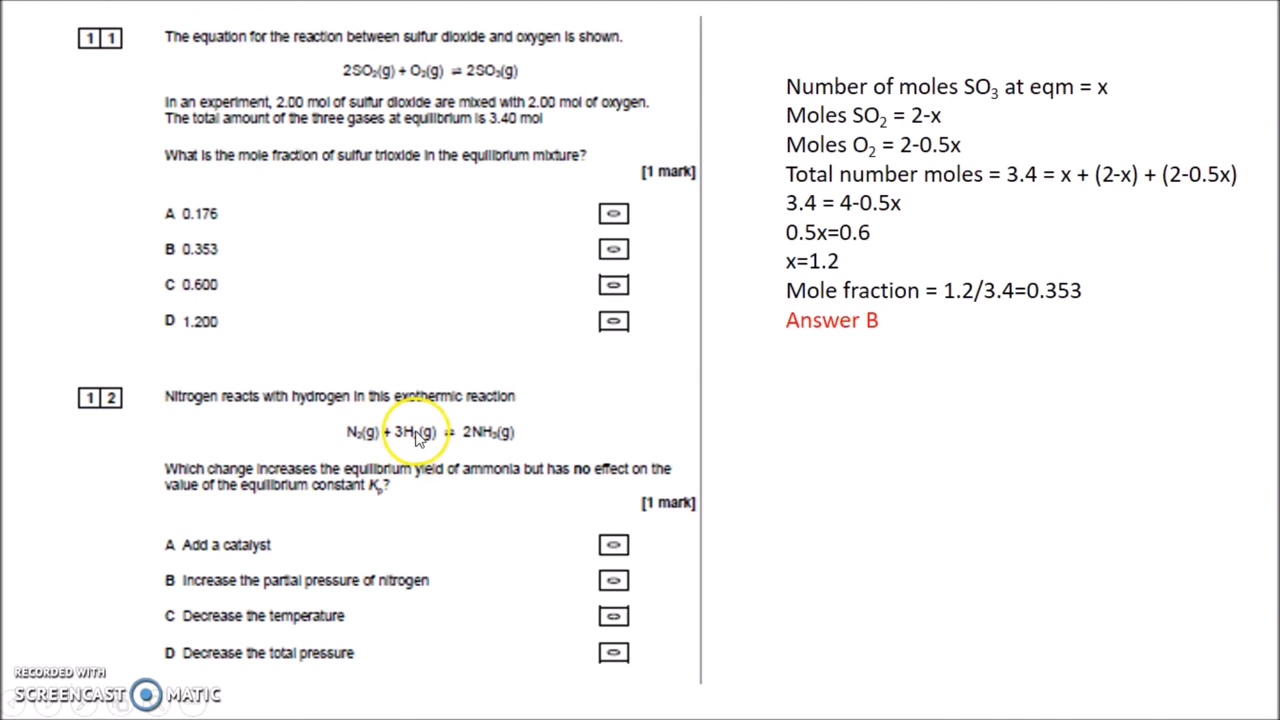 1 1
The equation for the reaction between sulfur dioxide and oxygen is shown.
2SO₂(g) + O₂(g) ⇌ 2SO₃(g)
In an experiment, 2.00 mol of sulfur dioxide are mixed with 2.00 mol of oxygen.
The total amount of the three gases at equilibrium is 3.40 mol
What is the mole fraction of sulfur trioxide in the equilibrium mixture?
[1 mark]
A 0.176
B 0.353
C 0.600
D 1.200
1 2
Nitrogen reacts with hydrogen in this exothermic reaction
N₂(g) + 3H₂(g) ⇌ 2NH₃(g)
Which change increases the equilibrium yield of ammonia but has no effect on the
value of the equilibrium constant Kₚ?
[1 mark]
A Add a catalyst
B Increase the partial pressure of nitrogen
C Decrease the temperature
D Decrease the total pressure
Number of moles SO₃ at eqm = x
Moles SO₂ = 2-x
Moles O₂ = 2-0.5x
Total number moles = 3.4 = x + (2-x) + (2-0.5x)
3.4 = 4-0.5x
0.5x=0.6
x=1.2
Mole fraction = 1.2/3.4=0.353
Answer B
RECORDED WITH
SCREENCAST MATIC